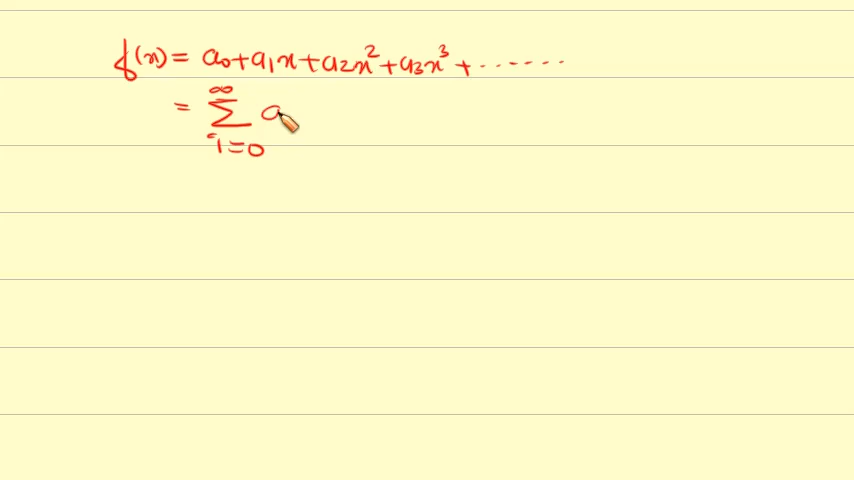 f(x) = a₀ + a₁x + a₂x² + a₃x³ + .......
= ∞∑i=0 a